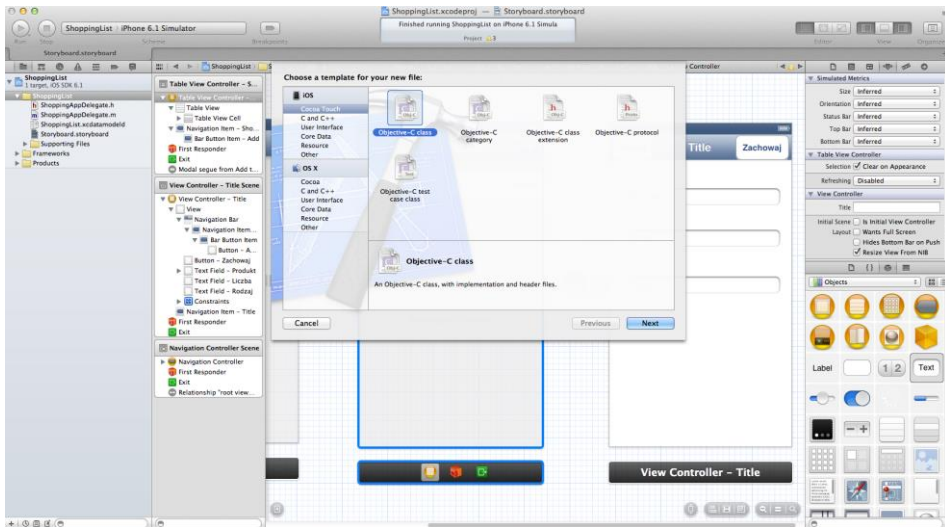 ShoppingList.xcodeproj — Storyboard.storyboard
ShoppingList iPhone 6.1 Simulator
Finished running ShoppingList on iPhone 6.1 Simula
Project 3
Run Stop Scheme Breakpoints Editor View Organizer
Storyboard.storyboard
ShoppingList
1 target, iOS SDK 6.1
ShoppingList
ShoppingAppDelegate.h
ShoppingAppDelegate.m
ShoppingList.xcdatamodeld
Storyboard.storyboard
Supporting Files
Frameworks
Products
ShoppingList
Table View Controller – S...
Table View Controller –...
Table View
Table View Cell
Navigation Item – Sho...
Bar Button Item – Add
First Responder
Exit
Modal segue from Add t...
View Controller – Title Scene
View Controller – Title
View
Navigation Bar
Navigation Item...
Bar Button Item
Button – A...
Button – Zachowaj
Text Field – Produkt
Text Field – Liczba
Text Field – Rodzaj
Constraints
Navigation Item – Title
First Responder
Exit
Navigation Controller Scene
Navigation Controller
First Responder
Exit
Relationship "root view...
Choose a template for your new file:
iOS
Cocoa Touch
C and C++
User Interface
Core Data
Resource
Other
OS X
Cocoa
C and C++
User Interface
Core Data
Resource
Other
Objective-C class
Objective-C category
Objective-C class extension
Objective-C protocol
Objective-C test case class
Objective-C class
An Objective-C class, with implementation and header files.
Cancel
Previous
Next
Controller
Title
Zachowaj
View Controller – Title
Simulated Metrics
Size Inferred
Orientation Inferred
Status Bar Inferred
Top Bar Inferred
Bottom Bar Inferred
Table View Controller
Selection Clear on Appearance
Refreshing Disabled
View Controller
Title
Initial Scene Is Initial View Controller
Layout Wants Full Screen
Hides Bottom Bar on Push
Resize View From NIB
Objects
Label
1 2
Text